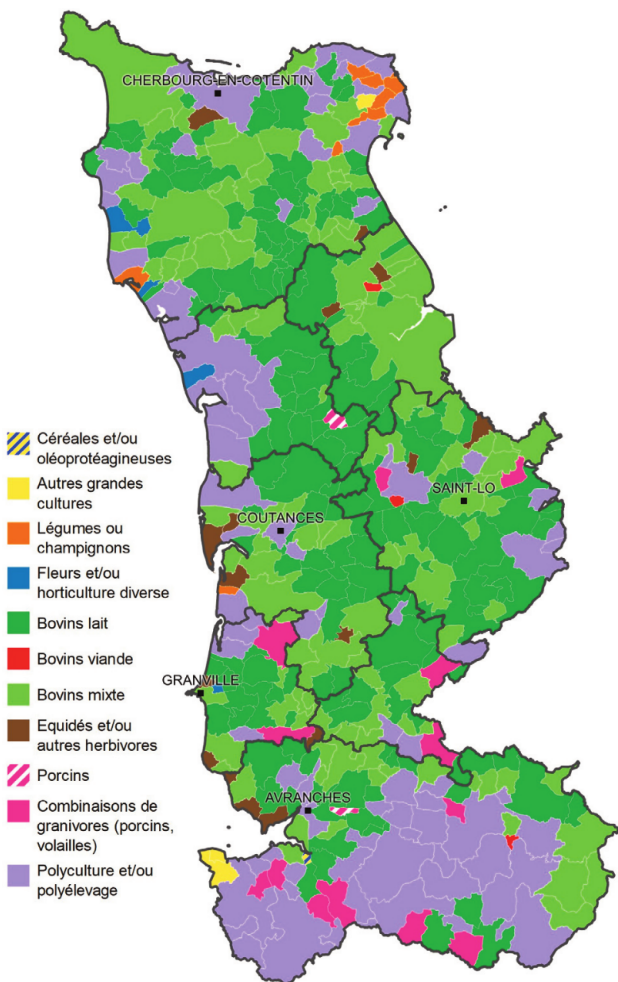 CHERBOURG-EN-COTENTIN
SAINT-LO
COUTANCES
GRANVILLE
AVRANCHES
Céréales et/ou
oléoprotéagineuses
Autres grandes
cultures
Légumes ou
champignons
Fleurs et/ou
horticulture diverse
Bovins lait
Bovins viande
Bovins mixte
Equidés et/ou
autres herbivores
Porcins
Combinaisons de
granivores (porcins,
volailles)
Polyculture et/ou
polyélevage